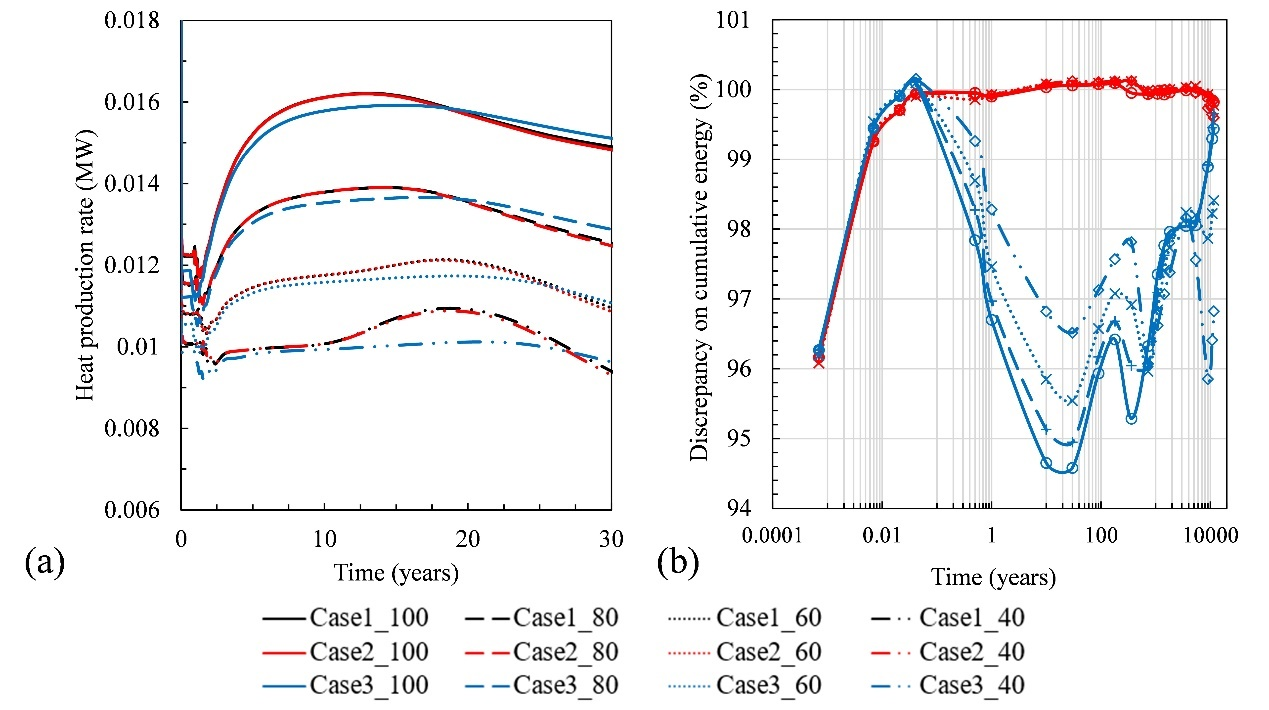 0.018
0.016
0.014
0.012
0.01
0.008
0.006
Heat production rate (MW)
0 10 20 30
Time (years)
(a)
101
100
99
98
97
96
95
94
Discrepancy on cumulative energy (%)
0.0001 0.01 1 100 10000
Time (years)
(b)
Case1_100 Case1_80 Case1_60 Case1_40
Case2_100 Case2_80 Case2_60 Case2_40
Case3_100 Case3_80 Case3_60 Case3_40